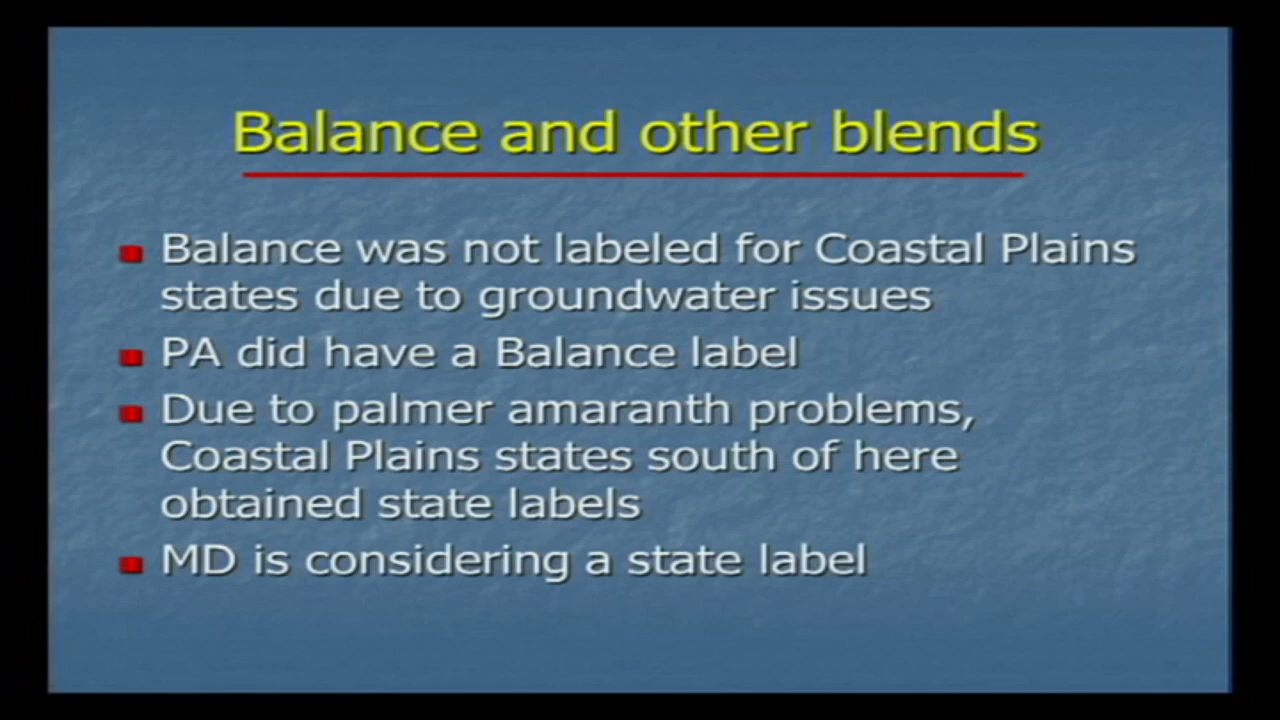 Balance and other blends
Balance was not labeled for Coastal Plains
states due to groundwater issues
PA did have a Balance label
Due to palmer amaranth problems,
Coastal Plains states south of here
obtained state labels
MD is considering a state label